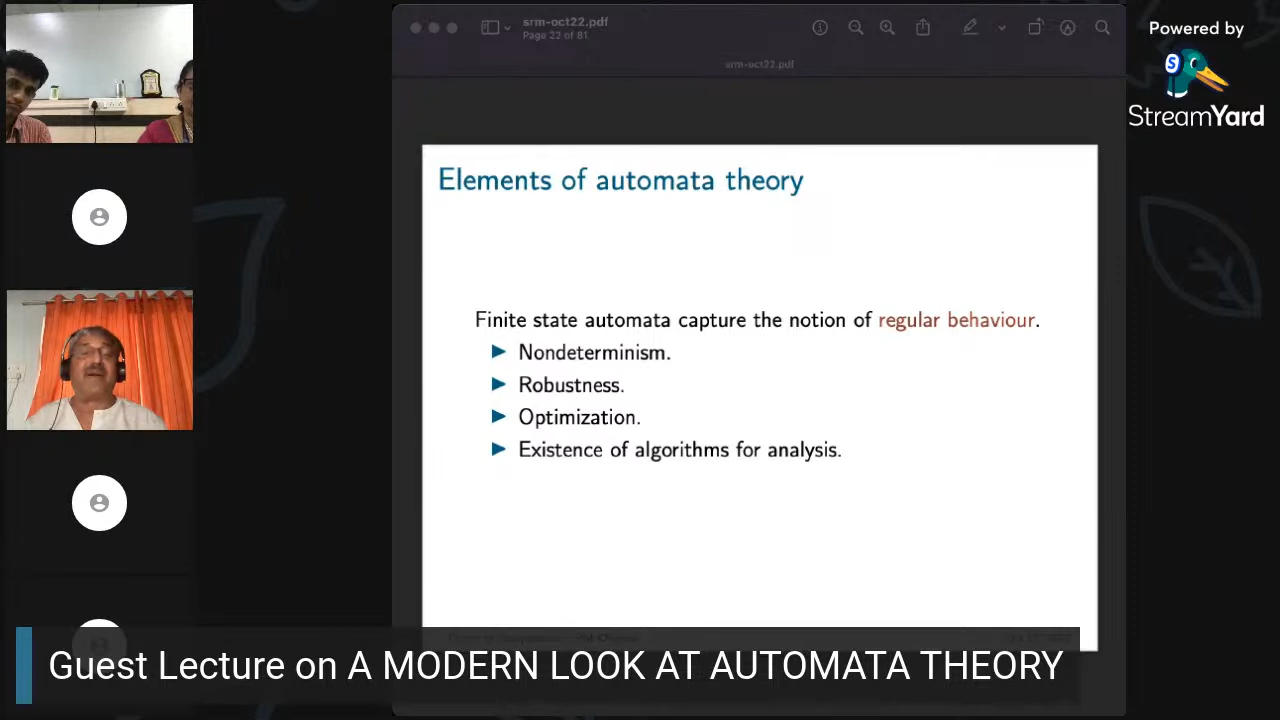 srm-oct22.pdf
Page 22 of 81
srm-oct22.pdf
Powered by
StreamYard
Elements of automata theory
Finite state automata capture the notion of regular behaviour.
Nondeterminism.
Robustness.
Optimization.
Existence of algorithms for analysis.
Guest Lecture on A MODERN LOOK AT AUTOMATA THEORY